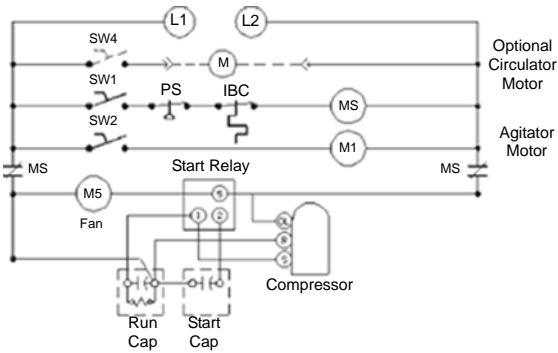 L1
L2
SW4
M
Optional
Circulator
Motor
SW1
PS
IBC
MS
SW2
Agitator
M1
Motor
MS
Start Relay
MS
M5
5
Fan
1
2
R
S
Compressor
Run
Cap
Start
Cap